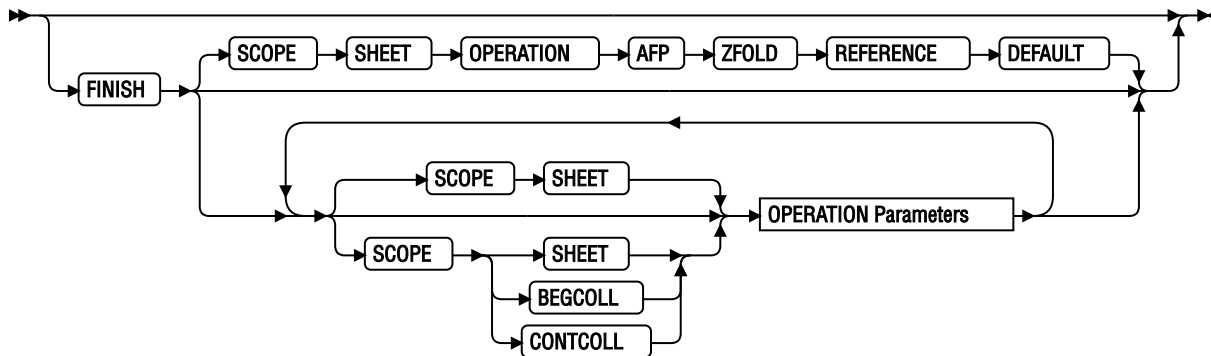 SCOPE SHEET OPERATION AFP ZFOLD REFERENCE DEFAULT
FINISH
SCOPE SHEET
OPERATION Parameters
SCOPE SHEET
BEGCOLL
CONTCOLL